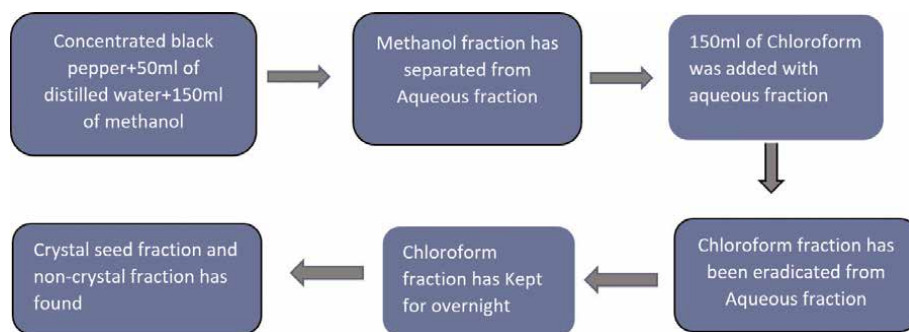 Concentrated black
pepper+50ml of
distilled water+150ml
of methanol
Methanol fraction has
separated from
Aqueous fraction
150ml of Chloroform
was added with
aqueous fraction
Chloroform fraction has
been eradicated from
Aqueous fraction
Chloroform
fraction has Kept
for overnight
Crystal seed fraction and
non-crystal fraction has
found